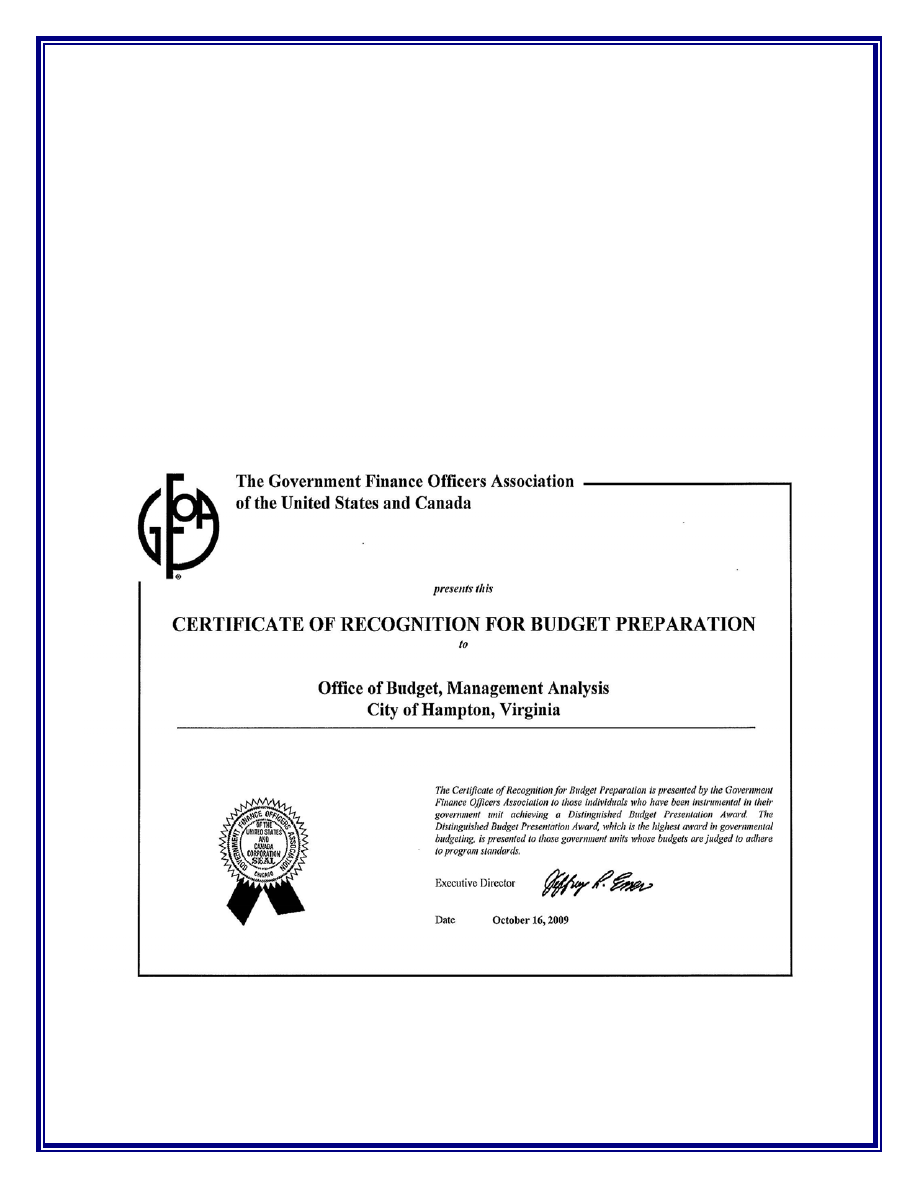 GFOA
®
The Government Finance Officers Association
of the United States and Canada
presents this
CERTIFICATE OF RECOGNITION FOR BUDGET PREPARATION
to
Office of Budget, Management Analysis
City of Hampton, Virginia
The Certificate of Recognition for Budget Preparation is presented by the Government
Finance Officers Association to those individuals who have been instrumental in their
government unit achieving a Distinguished Budget Presentation Award. The
Distinguished Budget Presentation Award, which is the highest award in governmental
budgeting, is presented to those government units whose budgets are judged to adhere
to program standards.
GOVERNMENT FINANCE OFFICERS ASSOCIATION
OF THE
UNITED STATES
AND
CANADA
CORPORATION
SEAL
CHICAGO
Executive Director Jeffrey R.
Date October 16, 2009